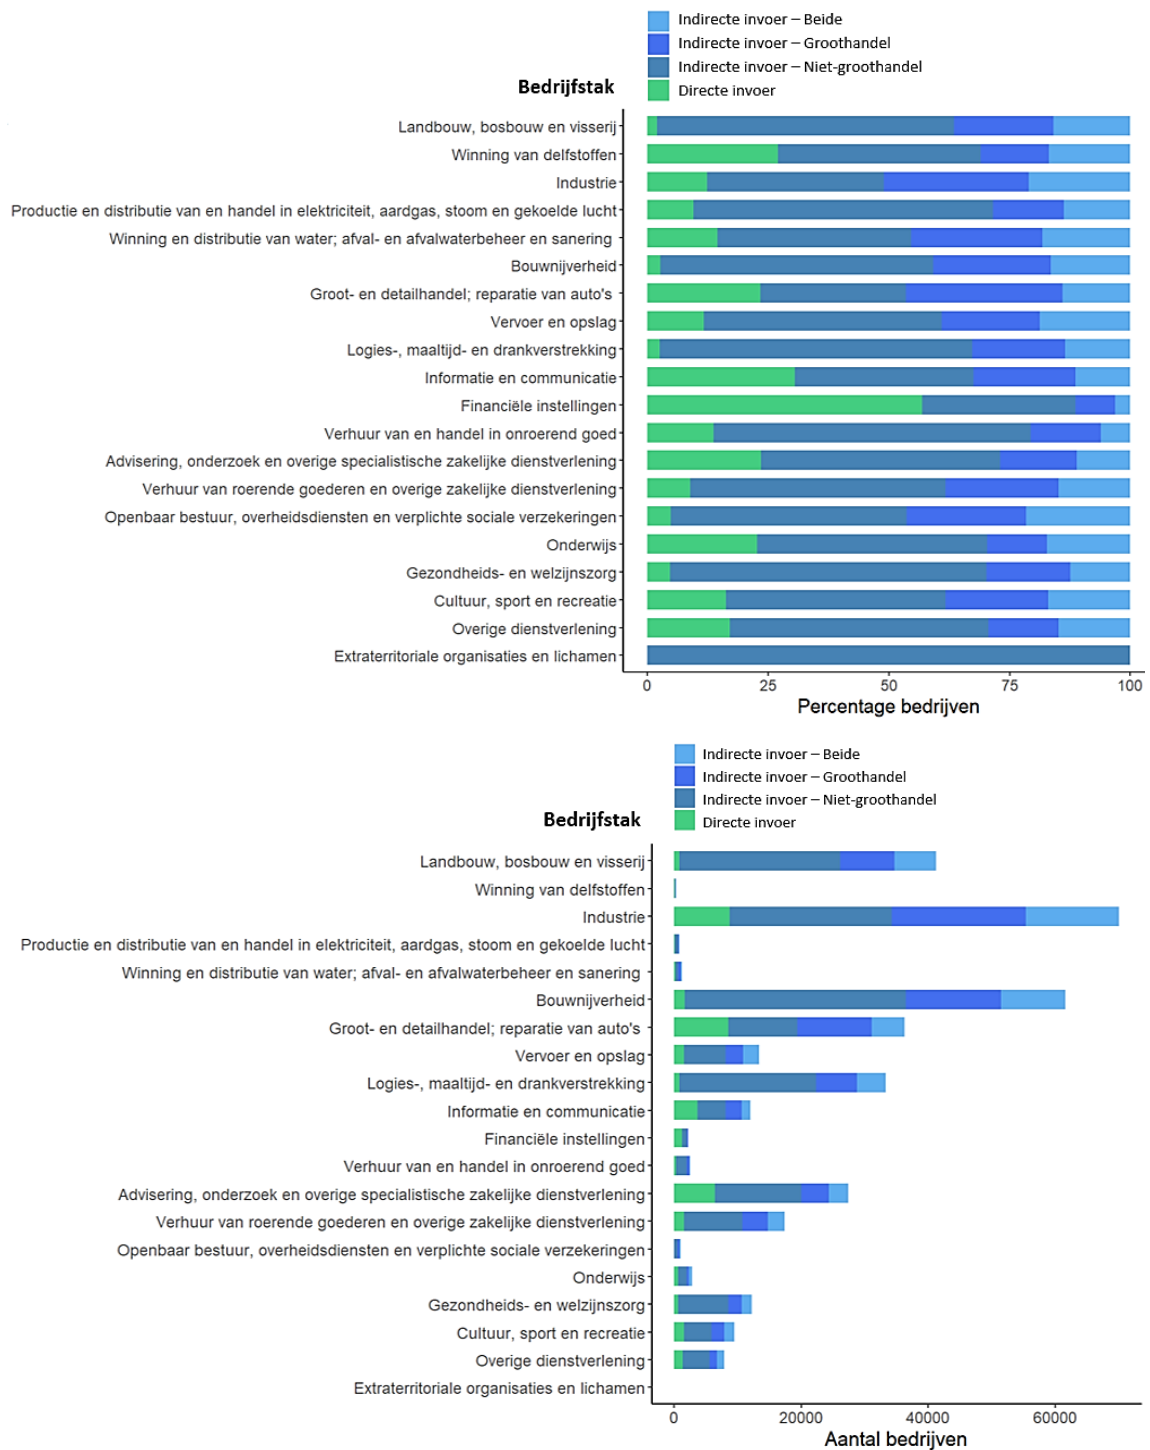 Indirecte invoer – Beide
Indirecte invoer – Groothandel
Indirecte invoer – Niet-groothandel
Directe invoer
Bedrijfstak
Landbouw, bosbouw en visserij
Winning van delfstoffen
Industrie
Productie en distributie van en handel in elektriciteit, aardgas, stoom en gekoelde lucht
Winning en distributie van water; afval- en afvalwaterbeheer en sanering
Bouwnijverheid
Groot- en detailhandel; reparatie van auto's
Vervoer en opslag
Logies-, maaltijd- en drankverstrekking
Informatie en communicatie
Financiële instellingen
Verhuur van en handel in onroerend goed
Advisering, onderzoek en overige specialistische zakelijke dienstverlening
Verhuur van roerende goederen en overige zakelijke dienstverlening
Openbaar bestuur, overheidsdiensten en verplichte sociale verzekeringen
Onderwijs
Gezondheids- en welzijnszorg
Cultuur, sport en recreatie
Overige dienstverlening
Extraterritoriale organisaties en lichamen
0 25 50 75 100
Percentage bedrijven
Indirecte invoer – Beide
Indirecte invoer – Groothandel
Indirecte invoer – Niet-groothandel
Directe invoer
Bedrijfstak
Landbouw, bosbouw en visserij
Winning van delfstoffen
Industrie
Productie en distributie van en handel in elektriciteit, aardgas, stoom en gekoelde lucht
Winning en distributie van water; afval- en afvalwaterbeheer en sanering
Bouwnijverheid
Groot- en detailhandel; reparatie van auto's
Vervoer en opslag
Logies-, maaltijd- en drankverstrekking
Informatie en communicatie
Financiële instellingen
Verhuur van en handel in onroerend goed
Advisering, onderzoek en overige specialistische zakelijke dienstverlening
Verhuur van roerende goederen en overige zakelijke dienstverlening
Openbaar bestuur, overheidsdiensten en verplichte sociale verzekeringen
Onderwijs
Gezondheids- en welzijnszorg
Cultuur, sport en recreatie
Overige dienstverlening
Extraterritoriale organisaties en lichamen
0 20000 40000 60000
Aantal bedrijven